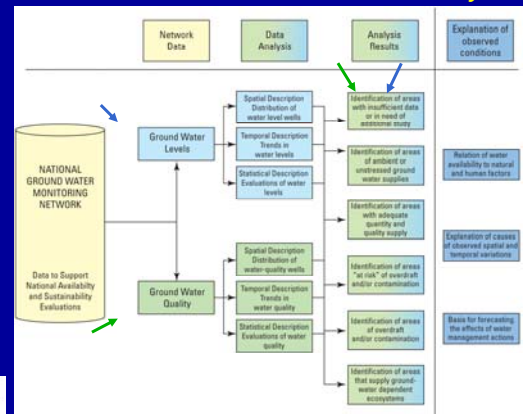 Network
Data
Data
Analysis
Analysis
Results
Explanation of
observed
conditions
NATIONAL
GROUND WATER
MONITORING
NETWORK
Data to Support
National Availabilty
and Sustainability
Evaluations
Ground Water
Levels
Ground Water
Quality
Spatial Description
Distribution of
water level wells
Temporal Description
Trends in
water levels
Statistical Description
Evaluations of water
levels
Spatial Description
Distribution of
water-quality wells
Temporal Description
Trends in
water quality
Statistical Description
Evaluations of water
quality
Identification of areas
with insufficient data
or in need of
additional study
Identification of areas
of ambient or
unstressed ground
water supplies
Identification of areas
with adequate
quantity and
quality supply
Identification of areas
"at risk" of overdraft
and/or contamination
Identification of areas
of overdraft
and/or contamination
Identification of areas
that supply ground-
water dependent
ecosystems
Relation of water
availability to natural
and human factors
Explanation of causes
of observed spatial and
temporal variations
Basis for forecasting
the effects of water
management actions